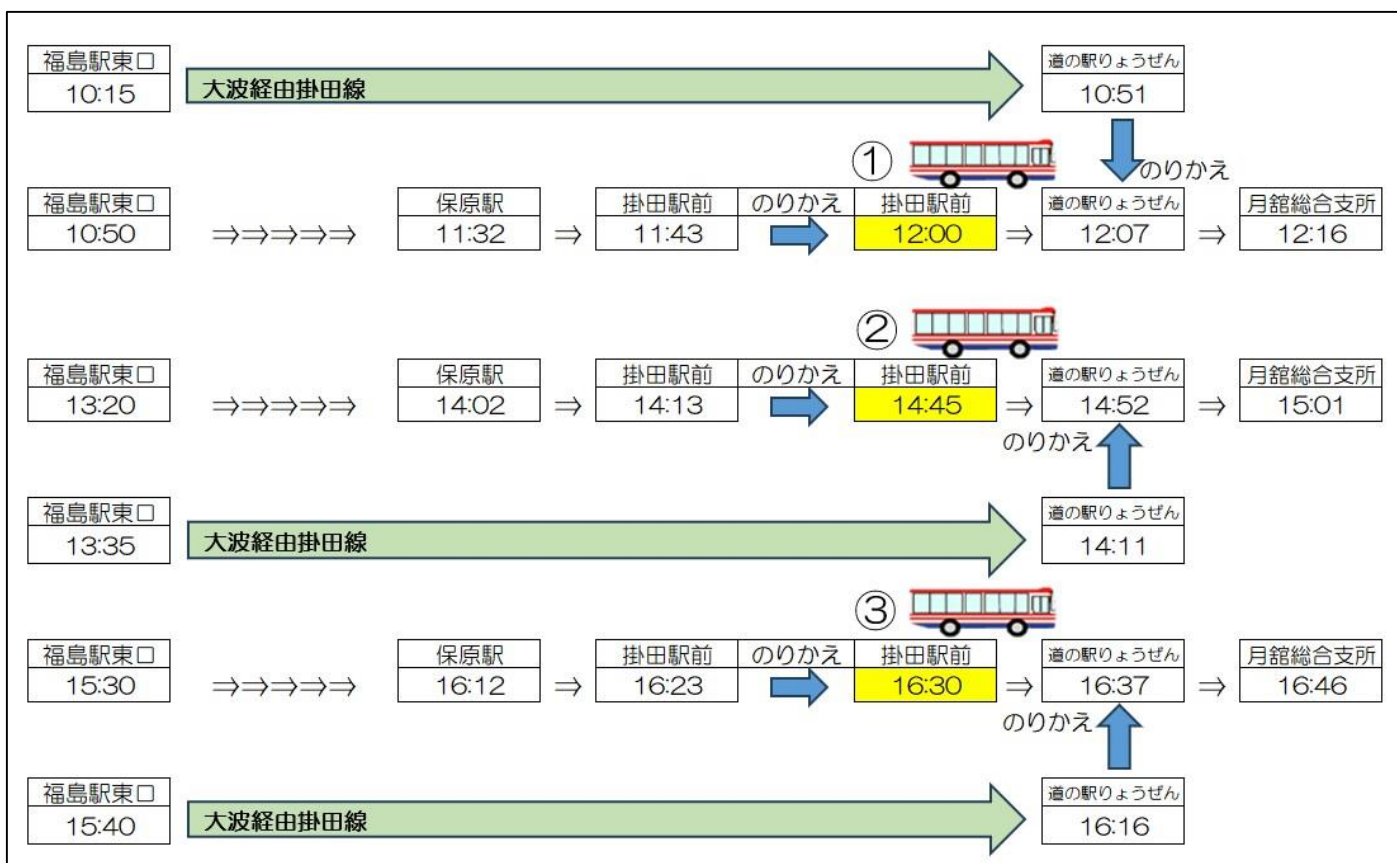 福島駅東口 道の駅りょうぜん
10:15 大波経由掛田線 10:51
① のりかえ
福島駅東口 保原駅 掛田駅前 のりかえ 掛田駅前 道の駅りょうぜん 月舘総合支所
10:50 ⇒⇒⇒⇒⇒ 11:32 ⇒ 11:43 12:00 ⇒ 12:07 ⇒ 12:16
②
福島駅東口 保原駅 掛田駅前 のりかえ 掛田駅前 道の駅りょうぜん 月舘総合支所
13:20 ⇒⇒⇒⇒⇒ 14:02 ⇒ 14:13 14:45 ⇒ 14:52 ⇒ 15:01
のりかえ
福島駅東口 道の駅りょうぜん
13:35 大波経由掛田線 14:11
③
福島駅東口 保原駅 掛田駅前 のりかえ 掛田駅前 道の駅りょうぜん 月舘総合支所
15:30 ⇒⇒⇒⇒⇒ 16:12 ⇒ 16:23 16:30 ⇒ 16:37 ⇒ 16:46
のりかえ
福島駅東口 道の駅りょうぜん
15:40 大波経由掛田線 16:16